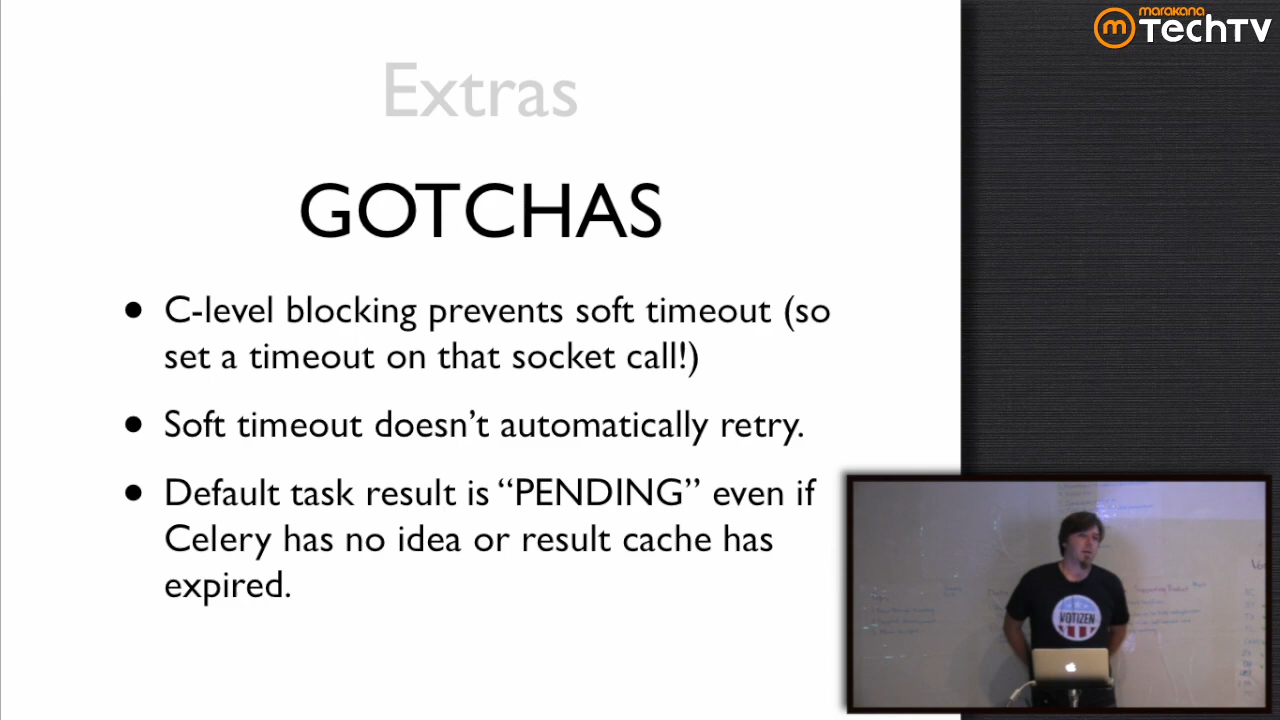 marakana
m TechTV
Extras
GOTCHAS
• C-level blocking prevents soft timeout (so
set a timeout on that socket call!)
• Soft timeout doesn’t automatically retry.
• Default task result is “PENDING” even if
Celery has no idea or result cache has
expired.
VOTIZEN